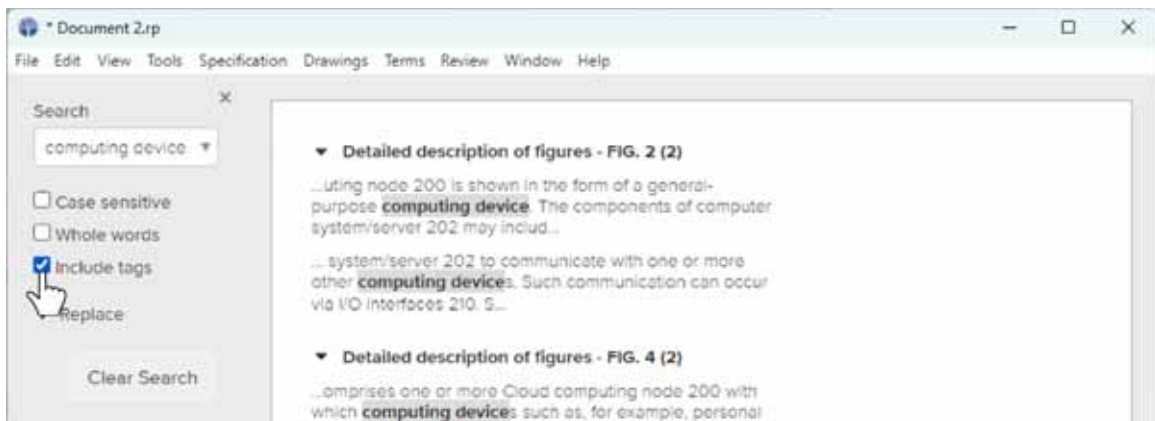 * Document 2.rp
File Edit View Tools Specification Drawings Terms Review Window Help
Search
computing device
Case sensitive
Whole words
Include tags
Replace
Clear Search
Detailed description of figures - FIG. 2 (2)
...uting node 200 is shown in the form of a general-
purpose computing device. The components of computer
system/server 202 may includ...
... system/server 202 to communicate with one or more
other computing devices. Such communication can occur
via I/O interfaces 210. S...
Detailed description of figures - FIG. 4 (2)
...omprises one or more Cloud computing node 200 with
which computing devices such as, for example, personal